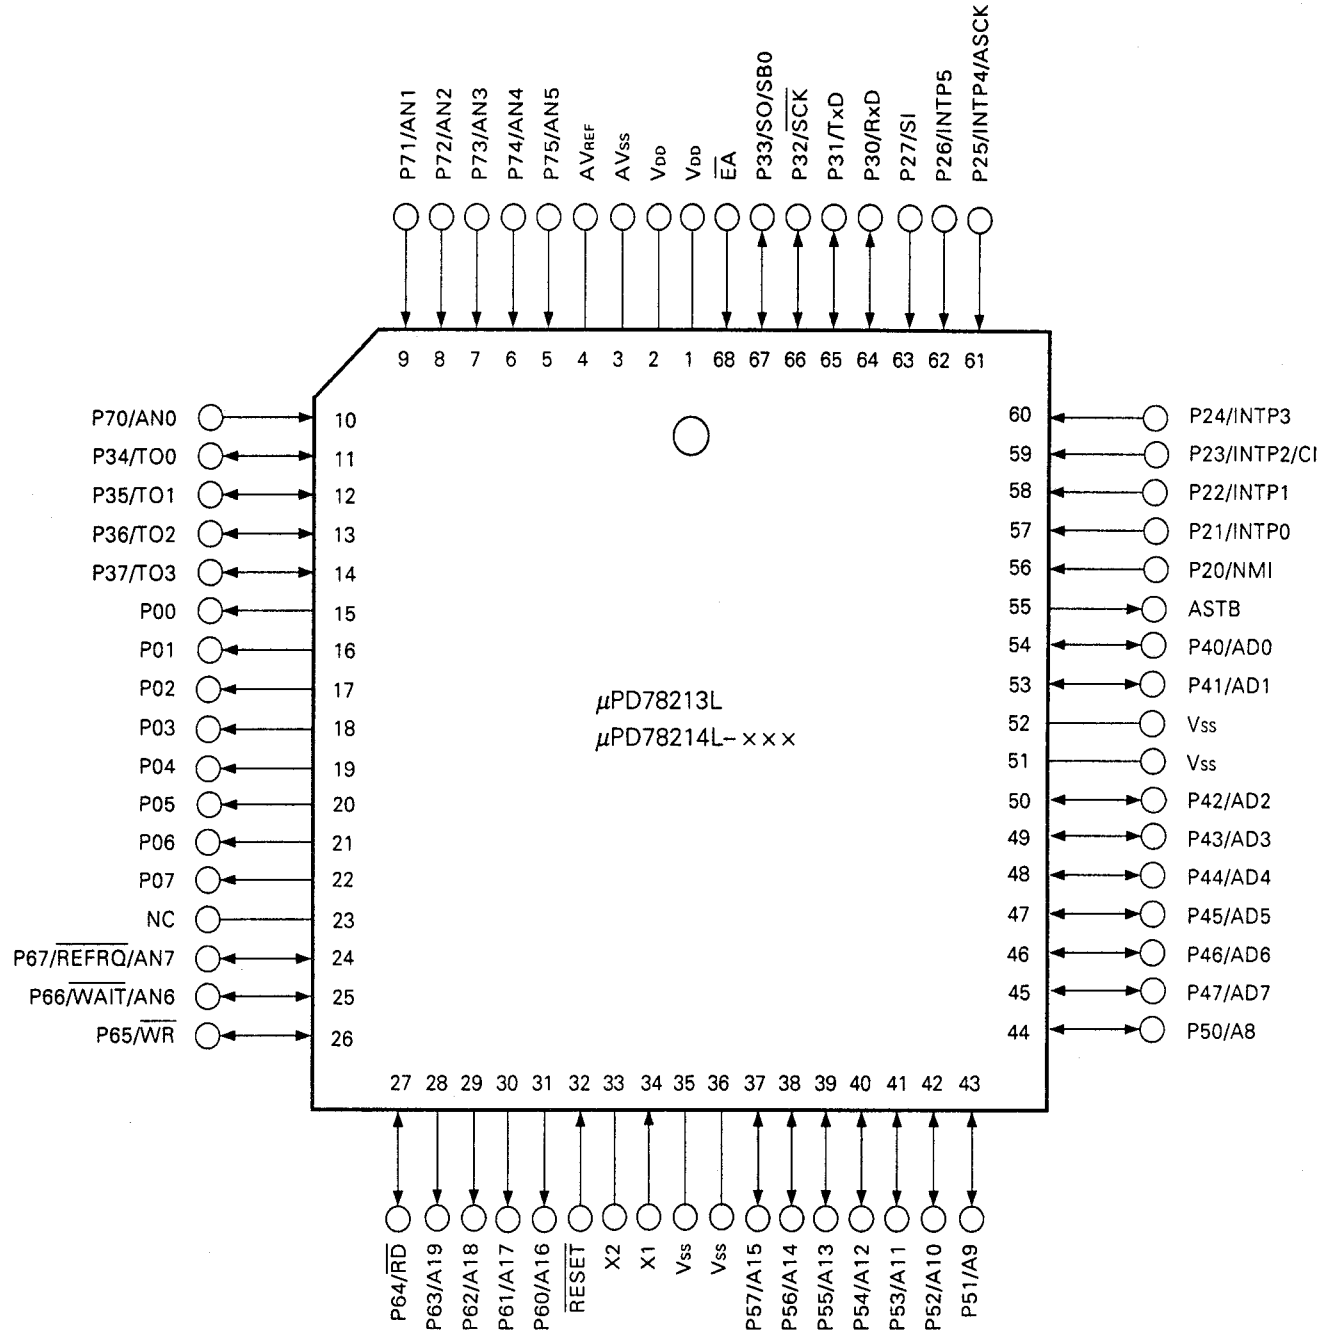 P71/AN1
P72/AN2
P73/AN3
P74/AN4
P75/AN5
AVREF
AVSS
VDD
VDD
EA
P33/SO/SB0
P32/SCK
P31/TxD
P30/RxD
P27/SI
P26/INTP5
P25/INTP4/ASCK
9 8 7 6 5 4 3 2 1 68 67 66 65 64 63 62 61
P70/AN0 10
P34/TO0 11
P35/TO1 12
P36/TO2 13
P37/TO3 14
P00 15
P01 16
P02 17
P03 18
P04 19
P05 20
P06 21
P07 22
NC 23
P67/REFRQ/AN7 24
P66/WAIT/AN6 25
P65/WR 26
μPD78213L
μPD78214L-×××
60 P24/INTP3
59 P23/INTP2/CI
58 P22/INTP1
57 P21/INTP0
56 P20/NMI
55 ASTB
54 P40/AD0
53 P41/AD1
52 Vss
51 Vss
50 P42/AD2
49 P43/AD3
48 P44/AD4
47 P45/AD5
46 P46/AD6
45 P47/AD7
44 P50/A8
27 28 29 30 31 32 33 34 35 36 37 38 39 40 41 42 43
P64/RD
P63/A19
P62/A18
P61/A17
P60/A16
RESET
X2
X1
Vss
Vss
P57/A15
P56/A14
P55/A13
P54/A12
P53/A11
P52/A10
P51/A9